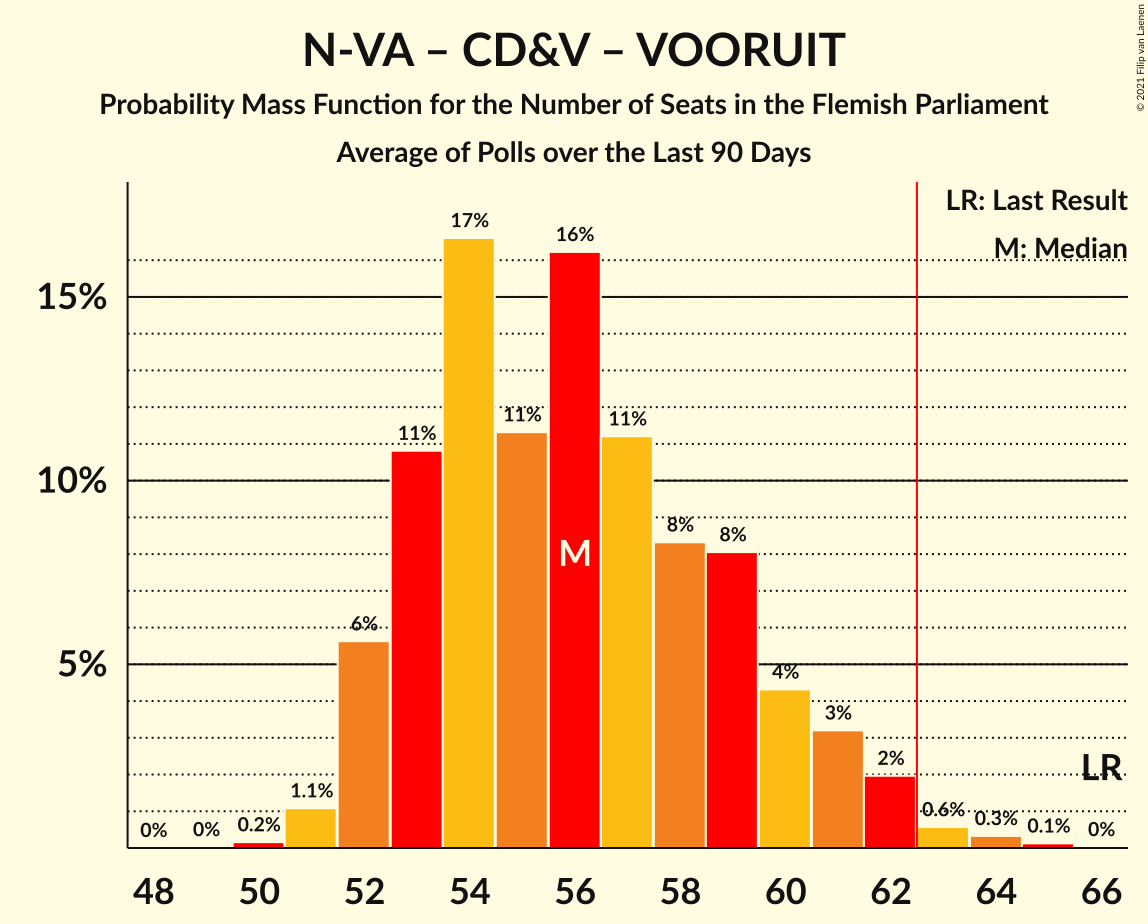 N-VA – CD&V – VOORUIT
Probability Mass Function for the Number of Seats in the Flemish Parliament
Average of Polls over the Last 90 Days
© 2021 Filip van Laenen
LR: Last Result
M: Median
17%
16%
15%
11%
11%
11%
10%
8%
8%
M
6%
5%
4%
3%
2%
LR
1.1%
0.6%
0.3%
0.2%
0.1%
0%
0%
0%
48 50 52 54 56 58 60 62 64 66